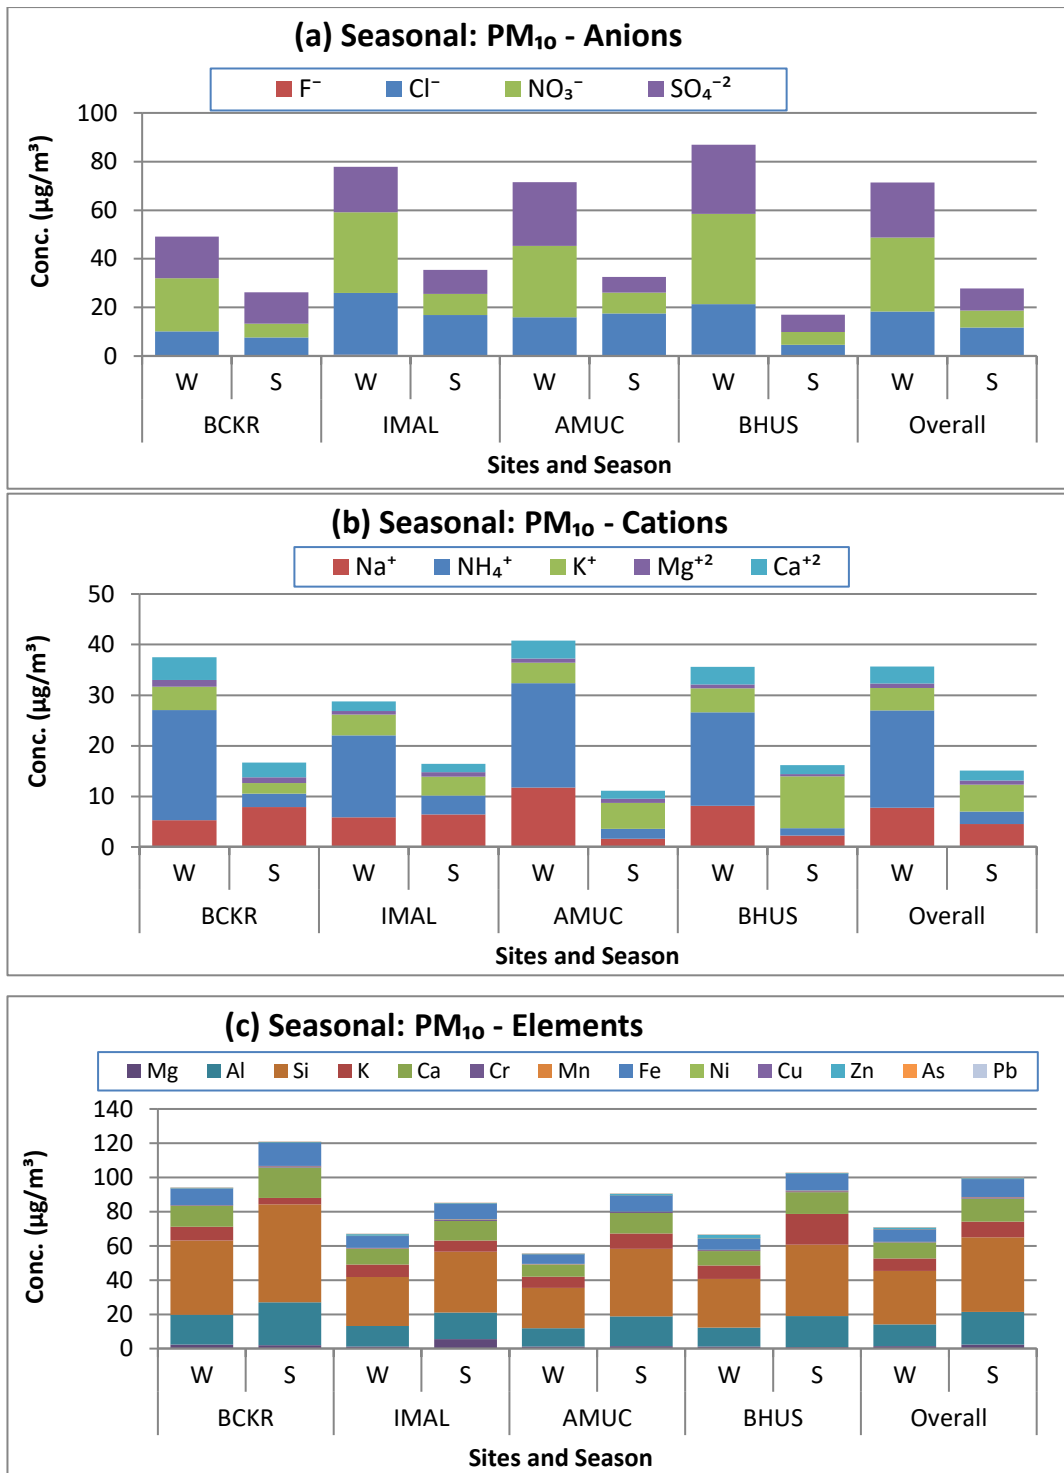 (a) Seasonal: PM₁₀ - Anions
F⁻ Cl⁻ NO₃⁻ SO₄⁻²
Conc. (µg/m³)
100
80
60
40
20
0
W S W S W S W S W S
BCKR IMAL AMUC BHUS Overall
Sites and Season
(b) Seasonal: PM₁₀ - Cations
Na⁺ NH₄⁺ K⁺ Mg⁺² Ca⁺²
Conc. (µg/m³)
50
40
30
20
10
0
W S W S W S W S W S
BCKR IMAL AMUC BHUS Overall
Sites and Season
(c) Seasonal: PM₁₀ - Elements
Mg Al Si K Ca Cr Mn Fe Ni Cu Zn As Pb
Conc. (µg/m³)
140
120
100
80
60
40
20
0
W S W S W S W S W S
BCKR IMAL AMUC BHUS Overall
Sites and Season